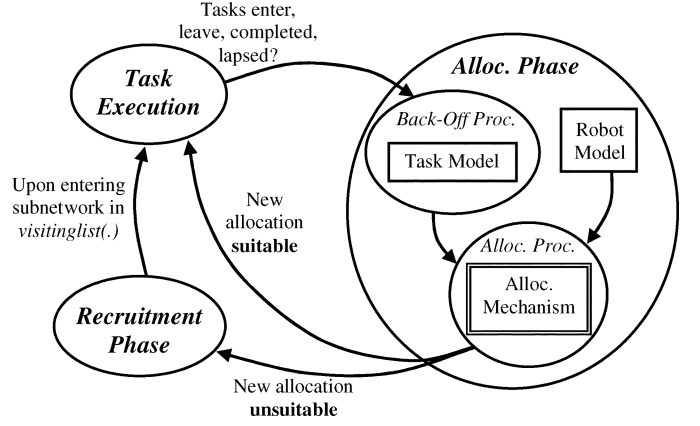 Tasks enter,
leave, completed,
lapsed?
Task
Execution
Alloc. Phase
Back-Off Proc.
Task Model
Robot
Model
Upon entering
subnetwork in
visitinglist(.)
New
allocation
suitable
Alloc. Proc.
Alloc.
Mechanism
Recruitment
Phase
New allocation
unsuitable